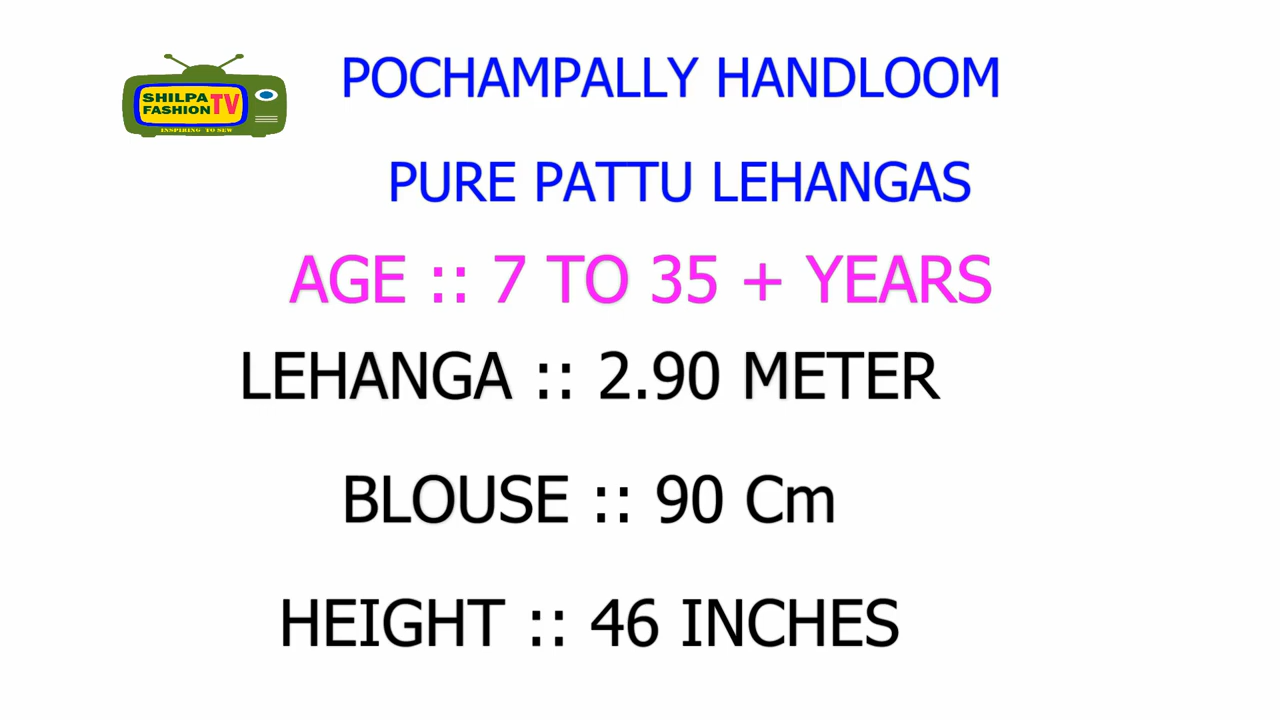 SHILPA
FASHION TV
INSPIRING TO SEW
POCHAMPALLY HANDLOOM
PURE PATTU LEHANGAS
AGE :: 7 TO 35 + YEARS
LEHANGA :: 2.90 METER
BLOUSE :: 90 Cm
HEIGHT :: 46 INCHES